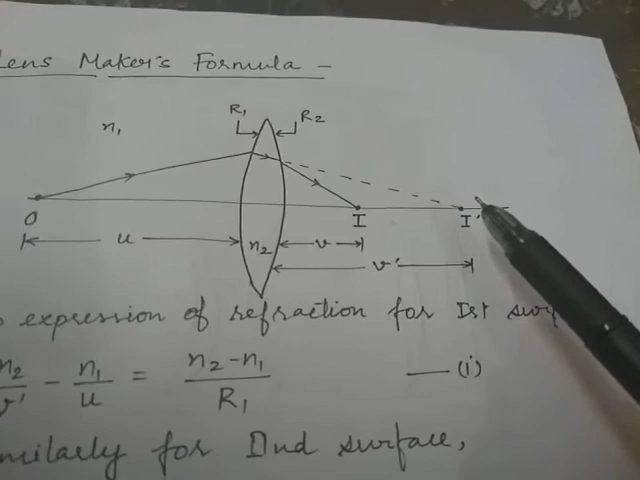 Lens Maker's Formula -
R1 R2
n1
O I I'
u n2 v
v'
expression of refraction for Ist
n2/v' - n1/u = (n2-n1)/R1 —(i)
for IInd surface,